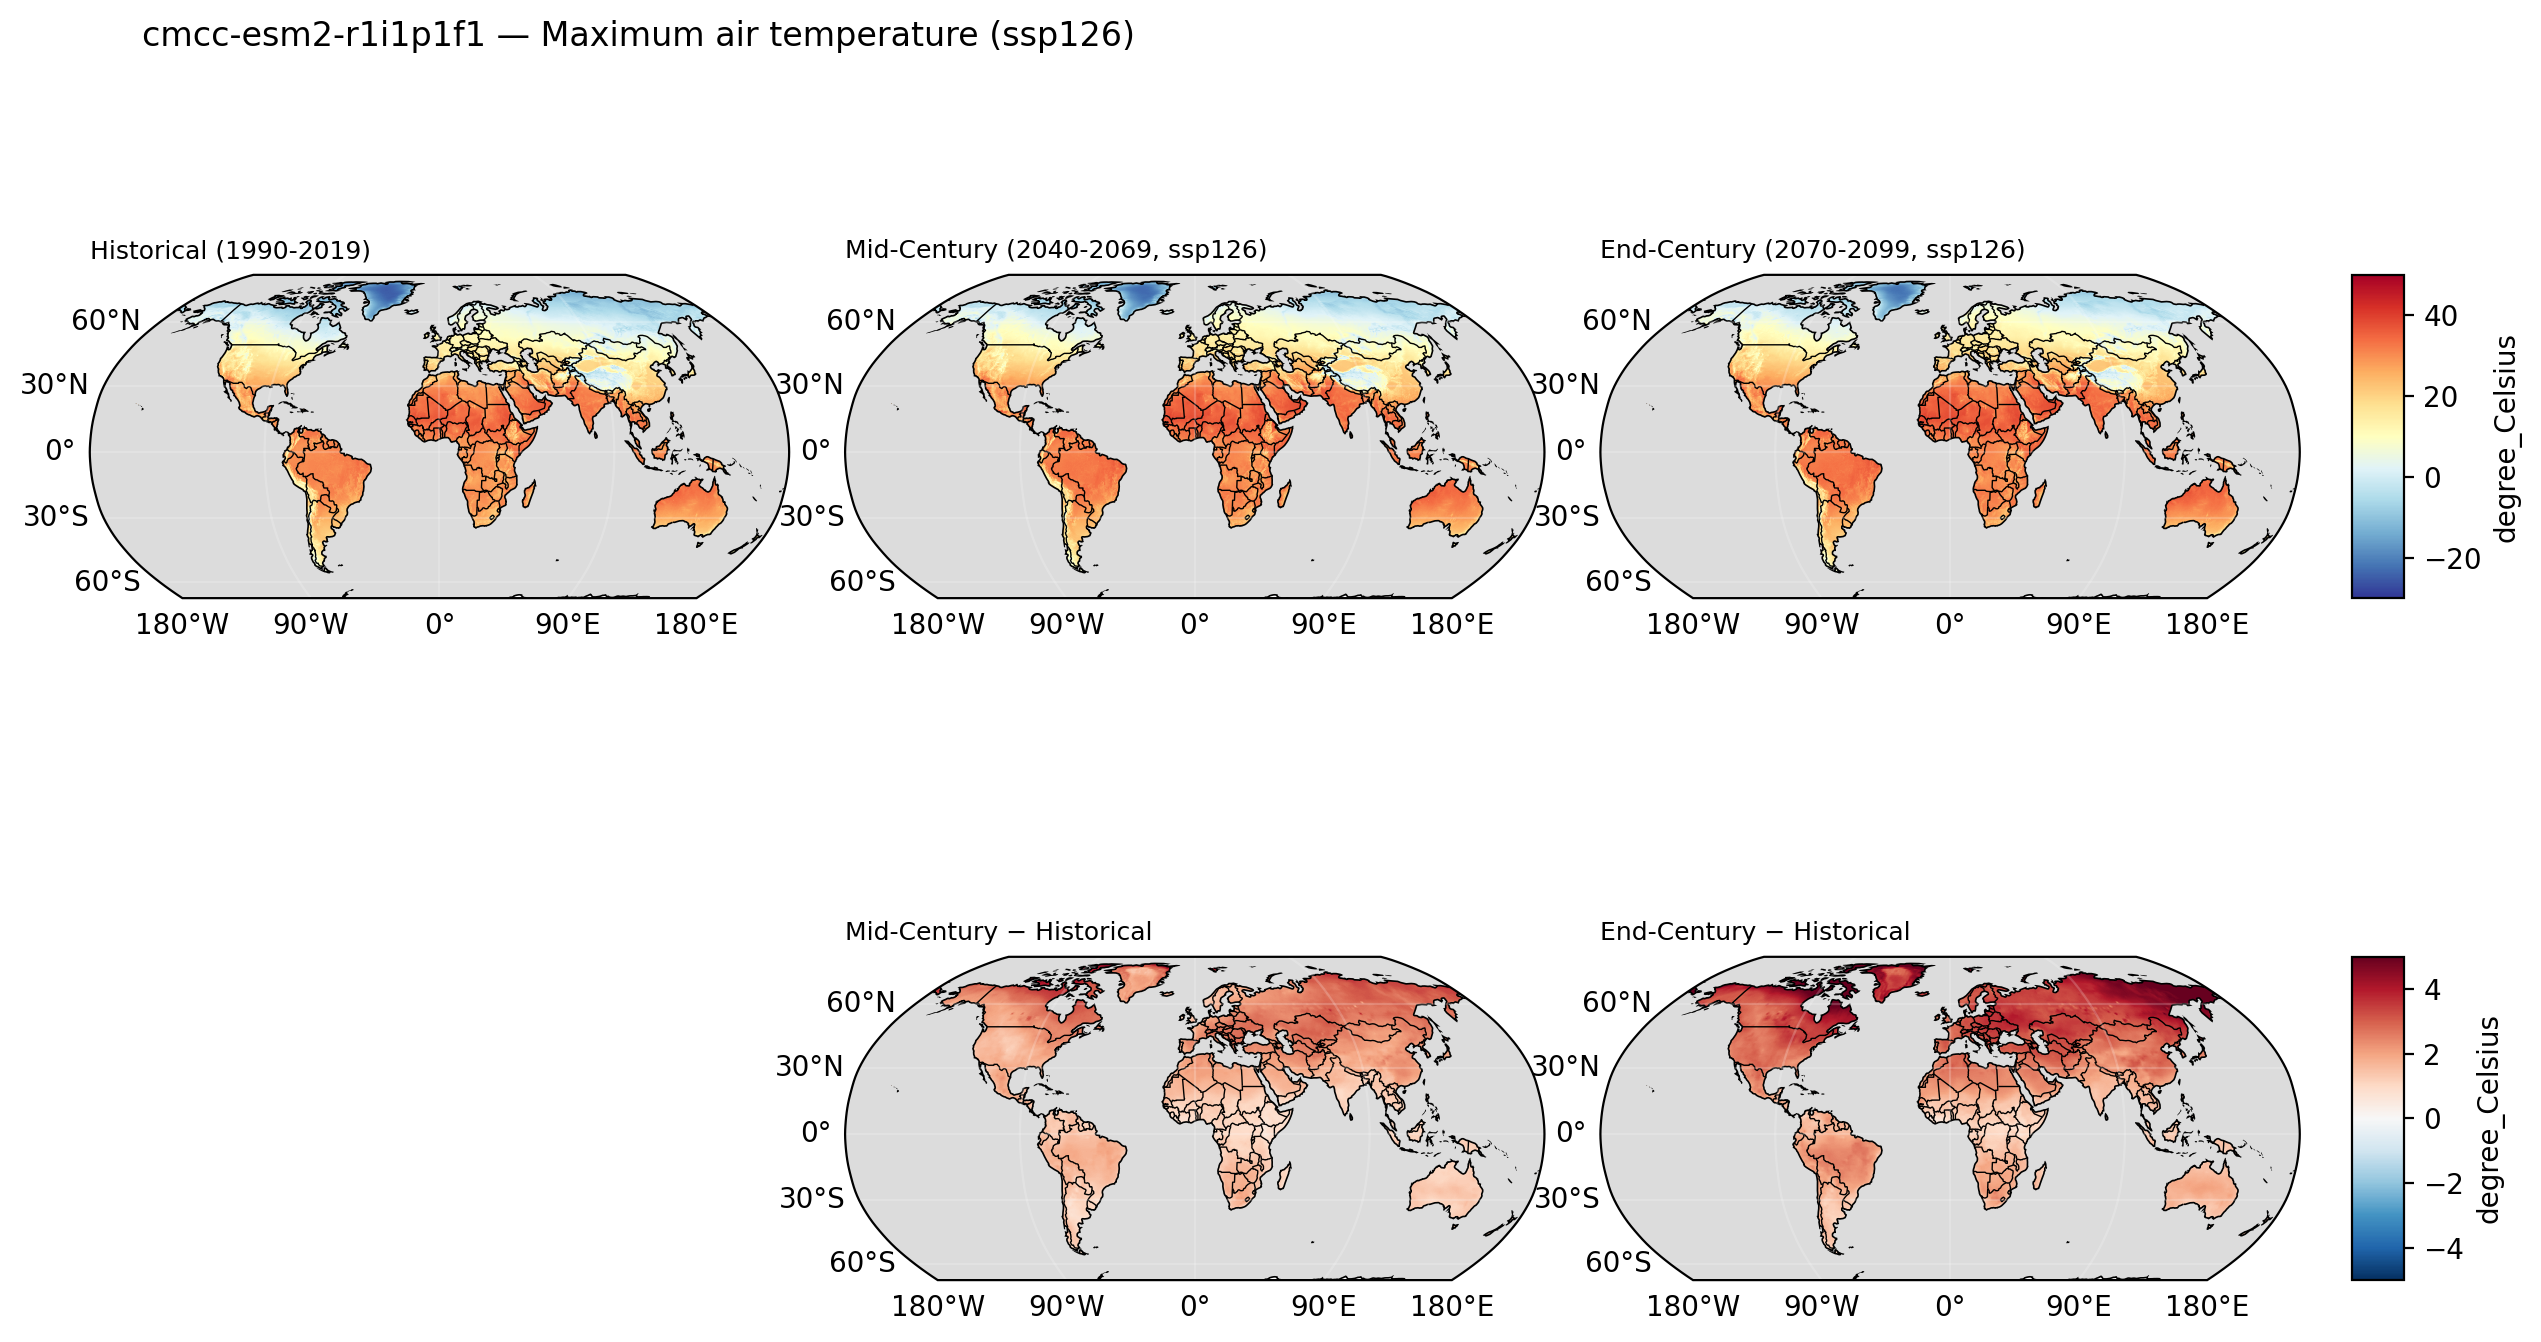 cmcc-esm2-r1i1p1f1 — Maximum air temperature (ssp126)
Historical (1990-2019)
60°N
30°N
0°
30°S
60°S
180°W 90°W 0° 90°E 180°E
Mid-Century (2040-2069, ssp126)
60°N
30°N
0°
30°S
60°S
180°W 90°W 0° 90°E 180°E
End-Century (2070-2099, ssp126)
60°N
30°N
0°
30°S
60°S
180°W 90°W 0° 90°E 180°E
40
20
0
−20
degree_Celsius
Mid-Century − Historical
60°N
30°N
0°
30°S
60°S
180°W 90°W 0° 90°E 180°E
End-Century − Historical
60°N
30°N
0°
30°S
60°S
180°W 90°W 0° 90°E 180°E
4
2
0
−2
−4
degree_Celsius